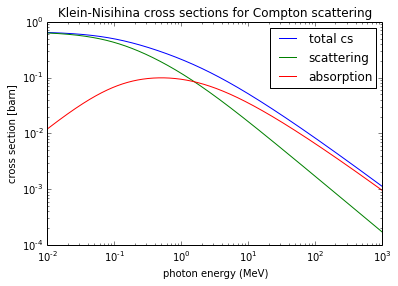 Klein-Nisihina cross sections for Compton scattering
total cs
scattering
absorption
cross section [barn]
10^0
10^-1
10^-2
10^-3
10^-4
10^-2
10^-1
10^0
10^1
10^2
10^3
photon energy (MeV)